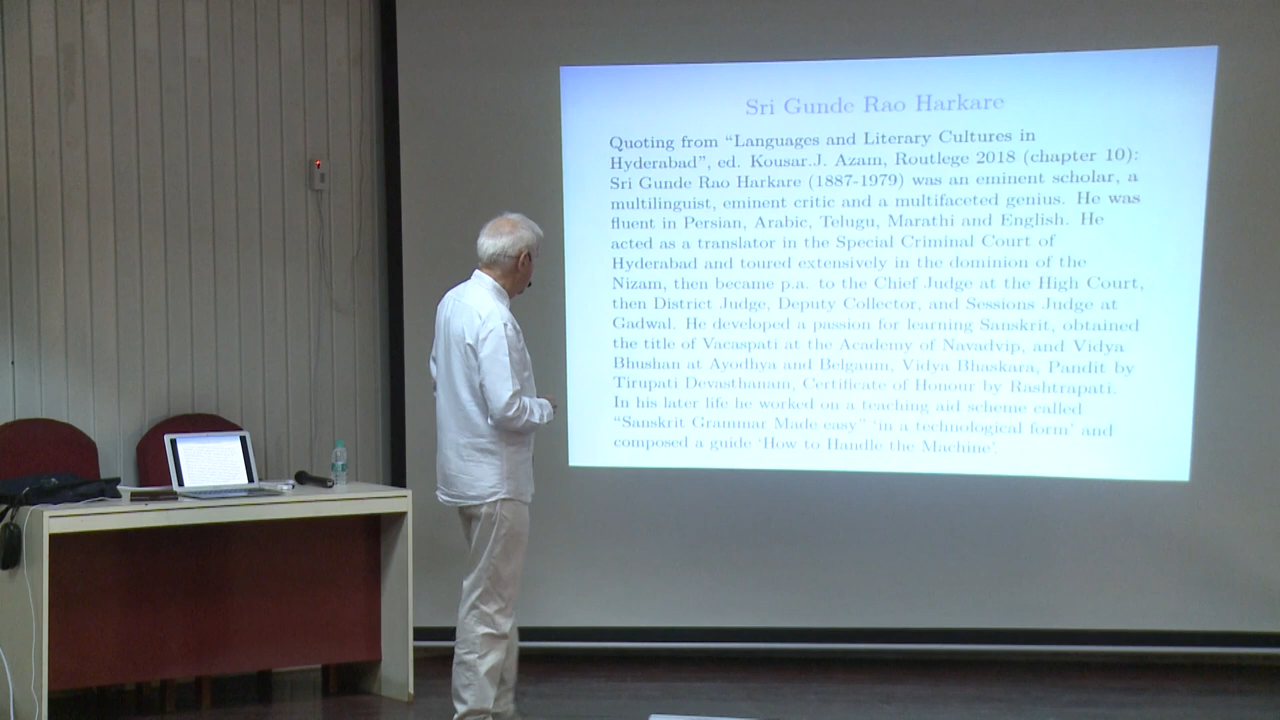 Sri Gunde Rao Harkare
Quoting from “Languages and Literary Cultures in
Hyderabad”, ed. Kousar.J. Azam, Routlege 2018 (chapter 10):
Sri Gunde Rao Harkare (1887-1979) was an eminent scholar, a
multilinguist, eminent critic and a multifaceted genius. He was
fluent in Persian, Arabic, Telugu, Marathi and English. He
acted as a translator in the Special Criminal Court of
Hyderabad and toured extensively in the dominion of the
Nizam, then became p.a. to the Chief Judge at the High Court,
then District Judge, Deputy Collector, and Sessions Judge at
Gadwal. He developed a passion for learning Sanskrit, obtained
the title of Vacaspati at the Academy of Navadvip, and Vidya
Bhushan at Ayodhya and Belgaum, Vidya Bhaskara, Pandit by
Tirupati Devasthanam, Certificate of Honour by Rashtrapati.
In his later life he worked on a teaching aid scheme called
“Sanskrit Grammar Made easy” ‘in a technological form’ and
composed a guide ‘How to Handle the Machine’.